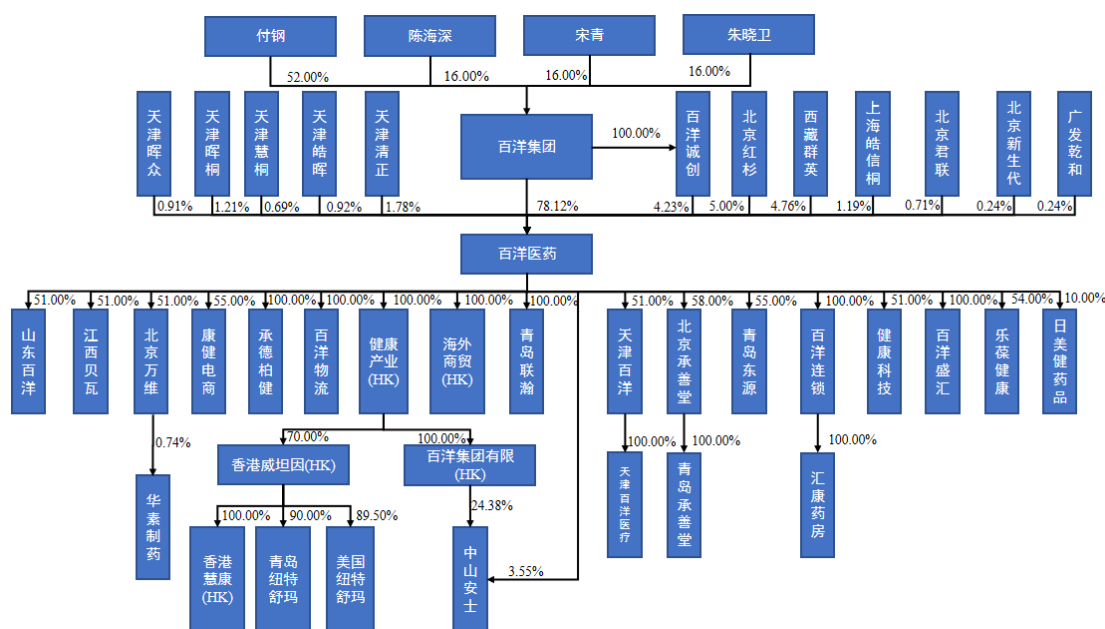 付钢
陈海深
宋青
朱晓卫
52.00%
16.00%
16.00%
16.00%
天津晖众
天津晖桐
天津慧桐
天津皓晖
天津清正
百洋集团
100.00%
百洋诚创
北京红杉
西藏群英
上海皓信桐
北京君联
北京新生代
广发乾和
0.91%
1.21%
0.69%
0.92%
1.78%
78.12%
4.23%
5.00%
4.76%
1.19%
0.71%
0.24%
0.24%
百洋医药
51.00%
51.00%
51.00%
55.00%
100.00%
100.00%
100.00%
100.00%
100.00%
51.00%
58.00%
55.00%
100.00%
51.00%
100.00%
54.00%
10.00%
山东百洋
江西贝瓦
北京万维
康健电商
承德柏健
百洋物流
健康
产业
(HK)
海外
商贸
(HK)
青岛联瀚
天津百洋
北京承善堂
青岛东源
百洋连锁
健康科技
百洋盛汇
乐葆健康
日美健药品
0.74%
70.00%
100.00%
100.00%
100.00%
100.00%
华素制药
香港威坦因(HK)
百洋集团有限
(HK)
天津百洋医疗
青岛承善堂
汇康药房
100.00%
90.00%
89.50%
24.38%
香港
慧康
(HK)
青岛
纽特
舒玛
美国
纽特
舒玛
中山安士
3.55%